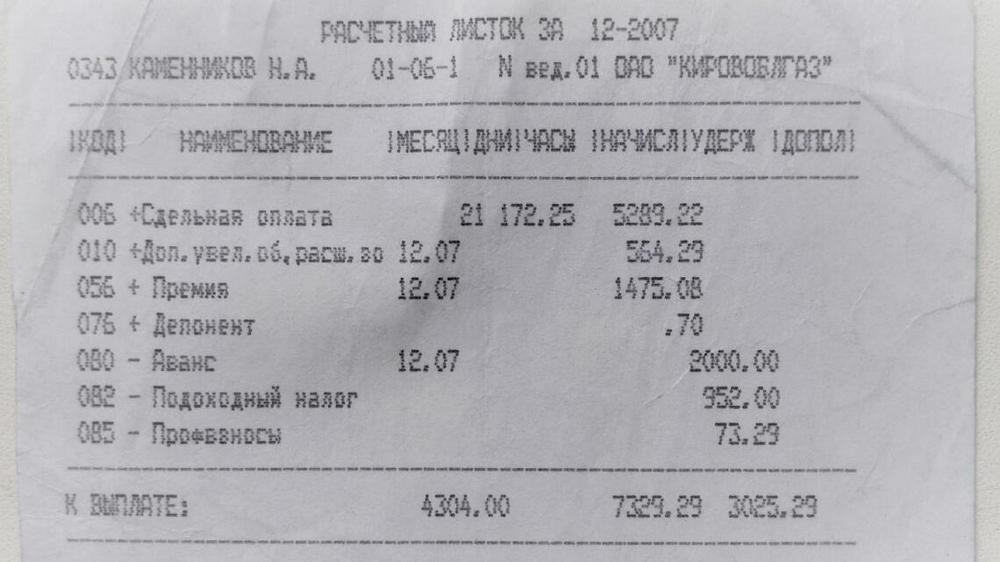 РАСЧЕТНЫЙ ЛИСТОК ЗА 12-2007
0343 КАМЕННИКОВ Н.А. 01-06-1 N вед.01 ОАО "КИРОВОБЛГАЗ"
|КОД| НАИМЕНОВАНИЕ |МЕСЯЦ|ДНИ|ЧАСЫ |НАЧИСЛ|УДЕРЖ |ДОПОЛ|
006 +Сдельная оплата 21 172.25 5289.22
010 +Доп.увел.об,расш.зо 12.07 564.29
056 + Премия 12.07 1475.08
076 + Депонент .70
080 - Аванс 12.07 2000.00
082 - Подоходный налог 952.00
085 - Профвзносы 73.29
К ВЫПЛАТЕ: 4304.00 7329.29 3025.29